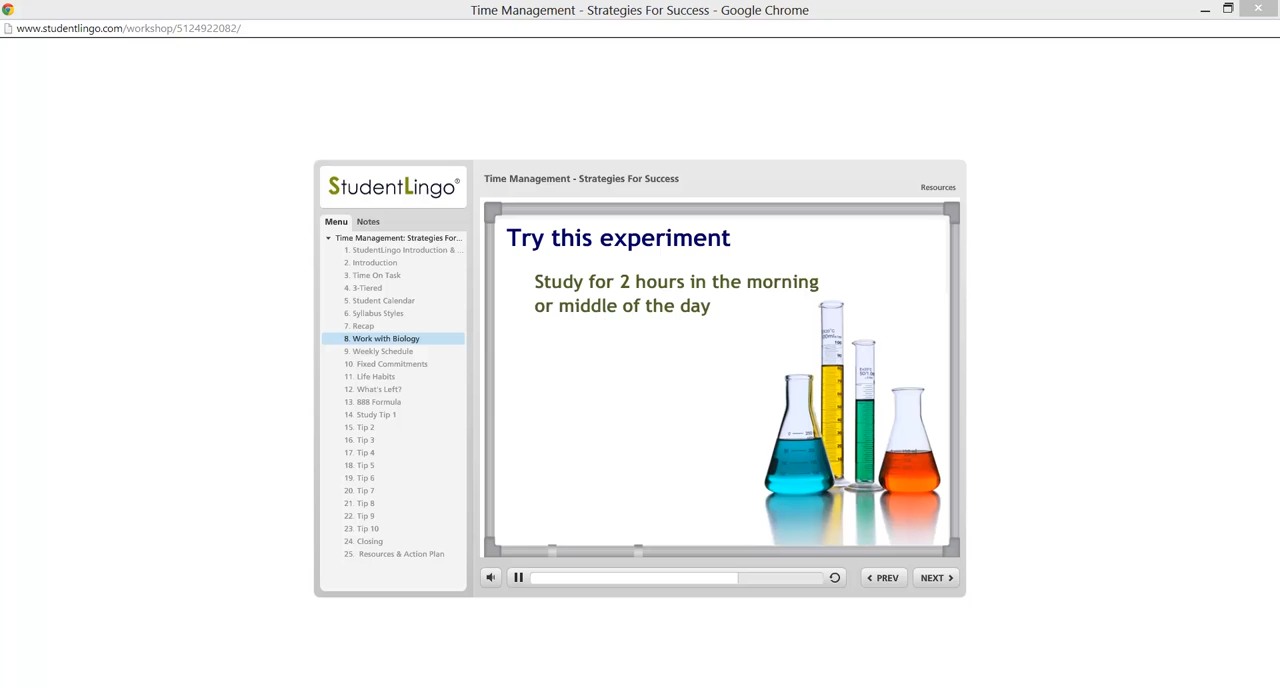 Time Management - Strategies For Success - Google Chrome
www.studentlingo.com/workshop/5124922082/
StudentLingo®
Time Management - Strategies For Success
Resources
Menu Notes
Time Management: Strategies For...
1. StudentLingo Introduction & ...
2. Introduction
3. Time On Task
4. 3-Tiered
5. Student Calendar
6. Syllabus Styles
7. Recap
8. Work with Biology
9. Weekly Schedule
10. Fixed Commitments
11. Life Habits
12. What's Left?
13. 888 Formula
14. Study Tip 1
15. Tip 2
16. Tip 3
17. Tip 4
18. Tip 5
19. Tip 6
20. Tip 7
21. Tip 8
22. Tip 9
23. Tip 10
24. Closing
25. Resources & Action Plan
Try this experiment
Study for 2 hours in the morning
or middle of the day
PREV
NEXT